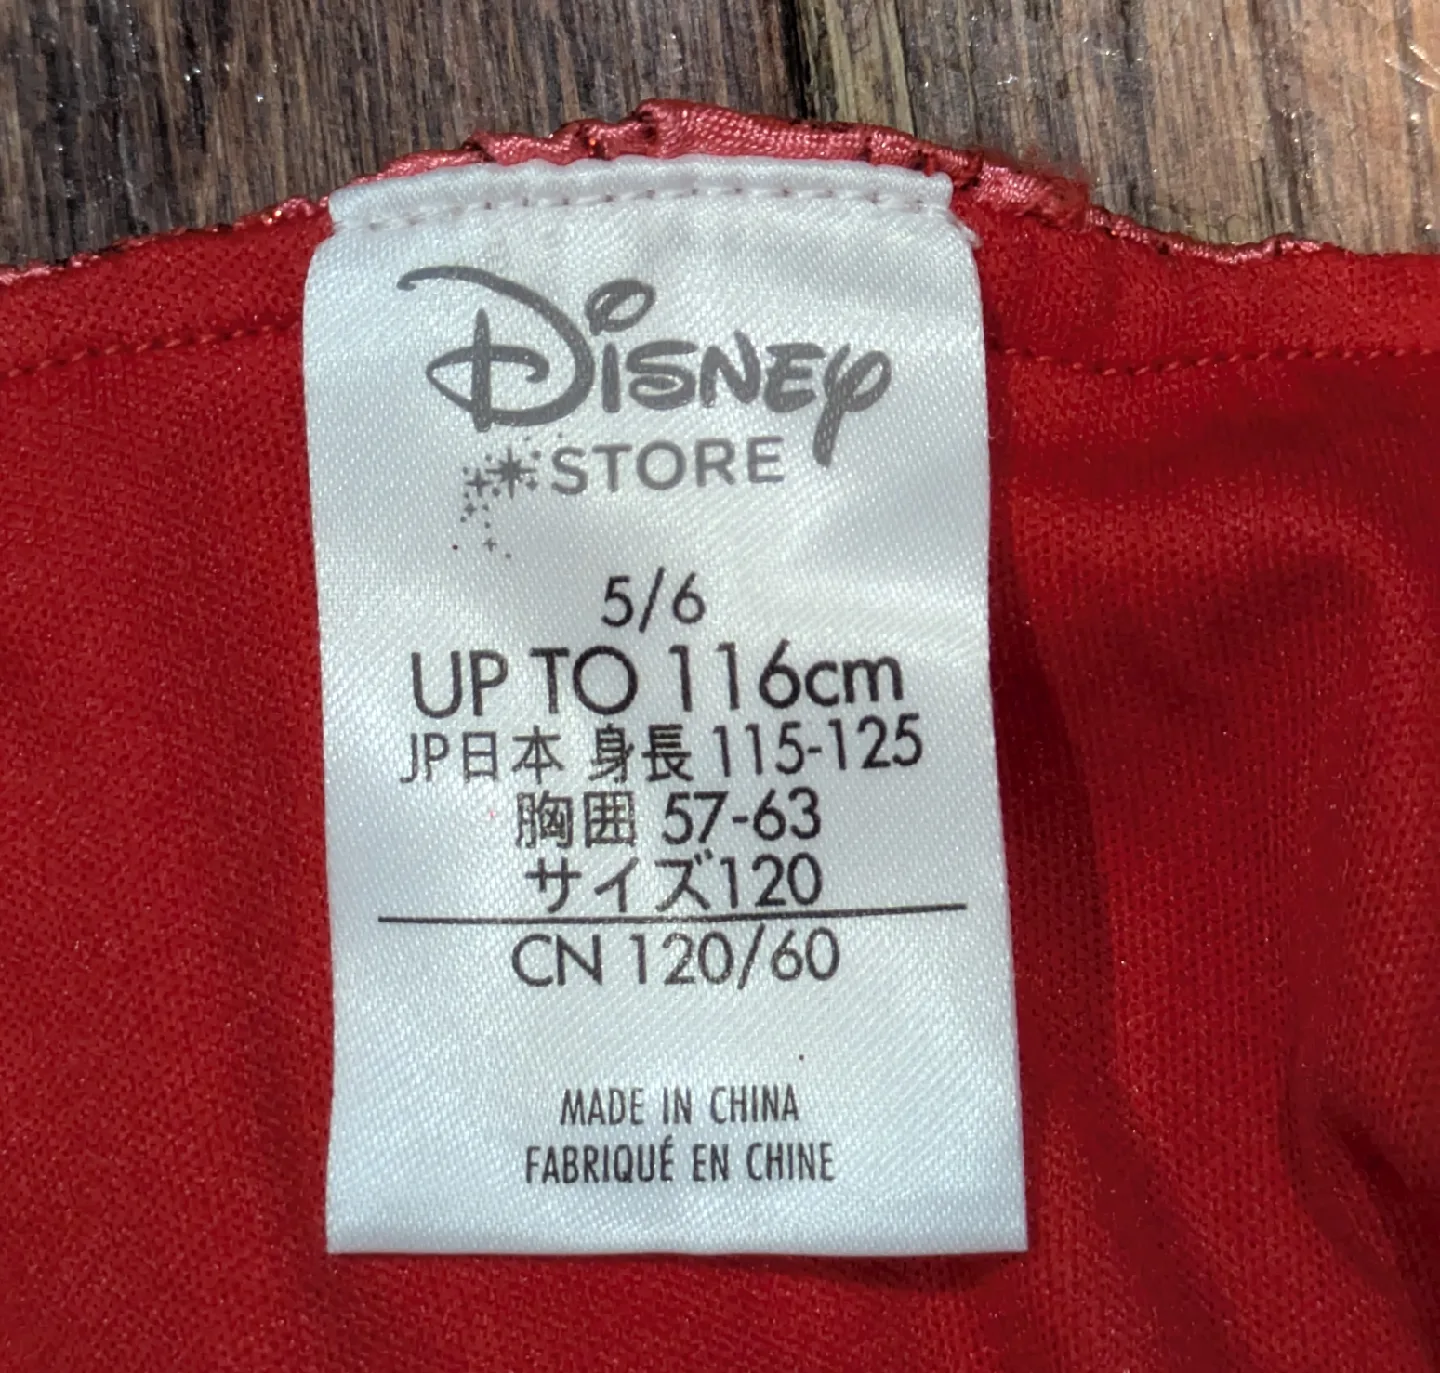 Disney
STORE
5/6
UP TO 116cm
JP日本 身長 115-125
胸囲 57-63
サイズ120
CN 120/60
MADE IN CHINA
FABRIQUÉ EN CHINE